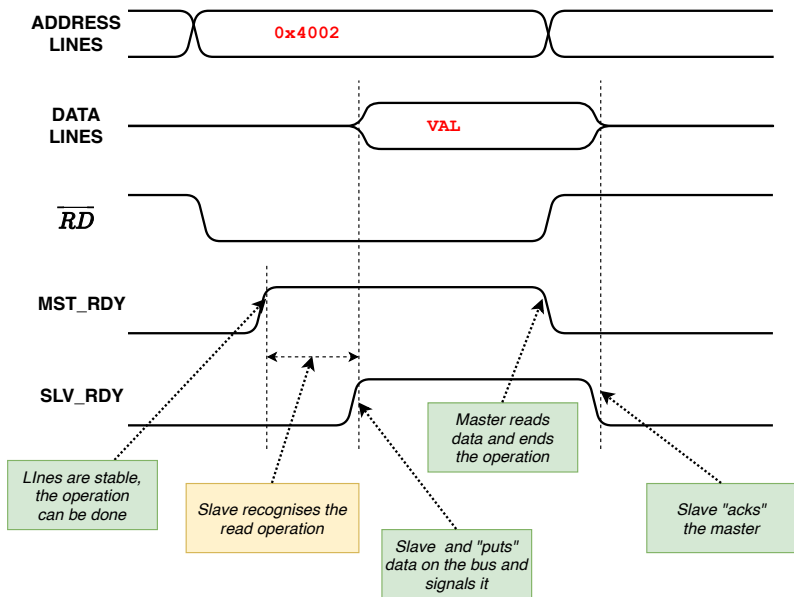 ADDRESS
LINES
0x4002
DATA
LINES
VAL
RD
MST_RDY
SLV_RDY
LInes are stable,
the operation
can be done
Slave recognises the
read operation
Slave and "puts"
data on the bus and
signals it
Master reads
data and ends
the operation
Slave "acks"
the master